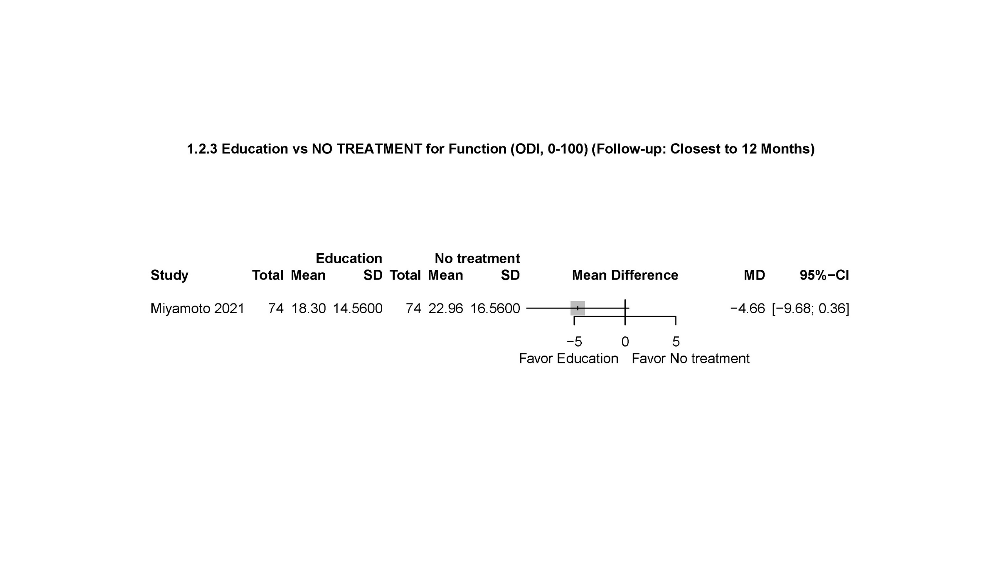 1.2.3 Education vs NO TREATMENT for Function (ODI, 0-100) (Follow-up: Closest to 12 Months)
Education No treatment
Study Total Mean SD Total Mean SD Mean Difference MD 95%−CI
Miyamoto 2021 74 18.30 14.5600 74 22.96 16.5600 −4.66 [−9.68; 0.36]
−5 0 5
Favor Education Favor No treatment